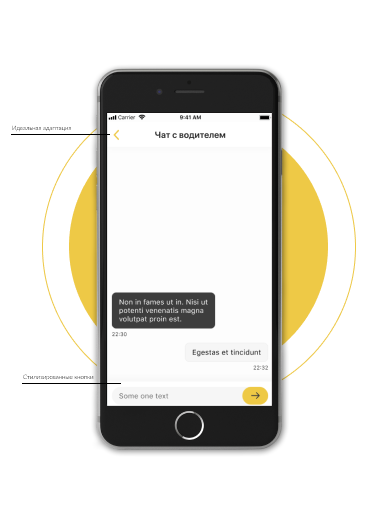 Carrier
9:41 AM
Идеальная адаптация
Чат с водителем
Non in fames ut in. Nisi ut
potenti venenatis magna
volutpat proin est.
22:30
Egestas et tincidunt
22:32
Стилизированные кнопки
Some one text